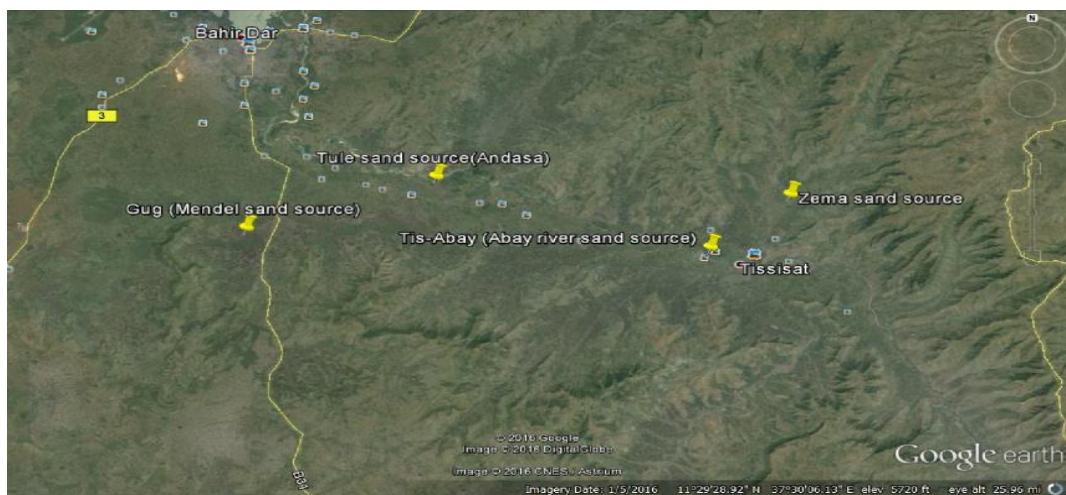 N
Bahir Dar
3
Tule sand source(Andasa)
Zema sand source
Gug (Mendel sand source)
Tis-Abay (Abay river sand source)
Tissisat
© 2016 Google
Image © 2016 DigitalGlobe
Image © 2016 CNES / Astrium
B31
Google earth
Imagery Date: 1/5/2016 11°29'28.92" N 37°30'06.13" E elev 5720 ft eye alt 25.96 mi